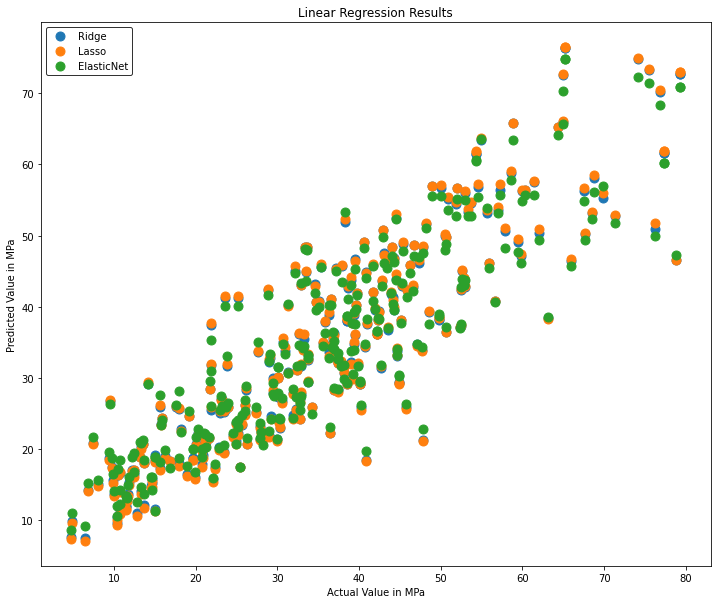 Linear Regression Results
Ridge
Lasso
ElasticNet
70
60
50
40
30
20
10
Predicted Value in MPa
10 20 30 40 50 60 70 80
Actual Value in MPa